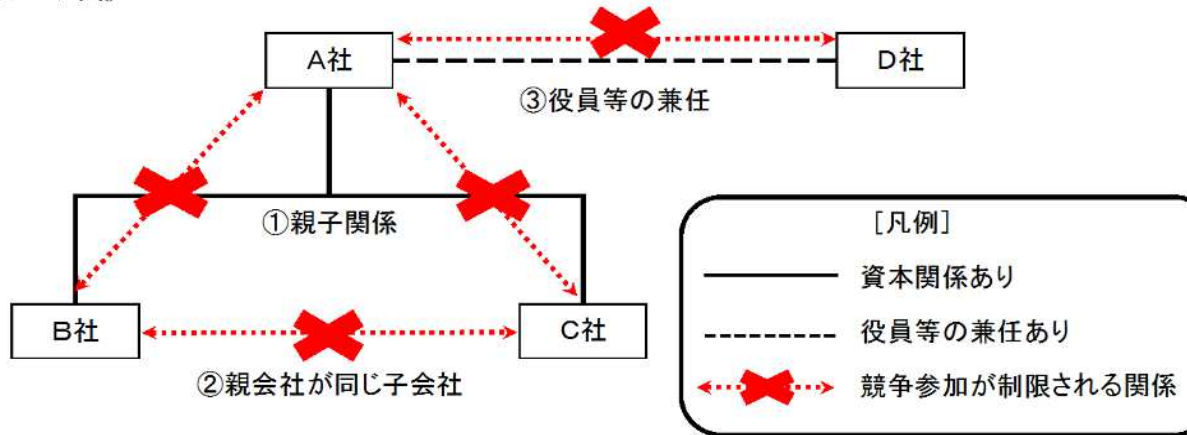 A社
D社
③役員等の兼任
①親子関係
B社
C社
②親会社が同じ子会社
[凡例]
資本関係あり
役員等の兼任あり
競争参加が制限される関係